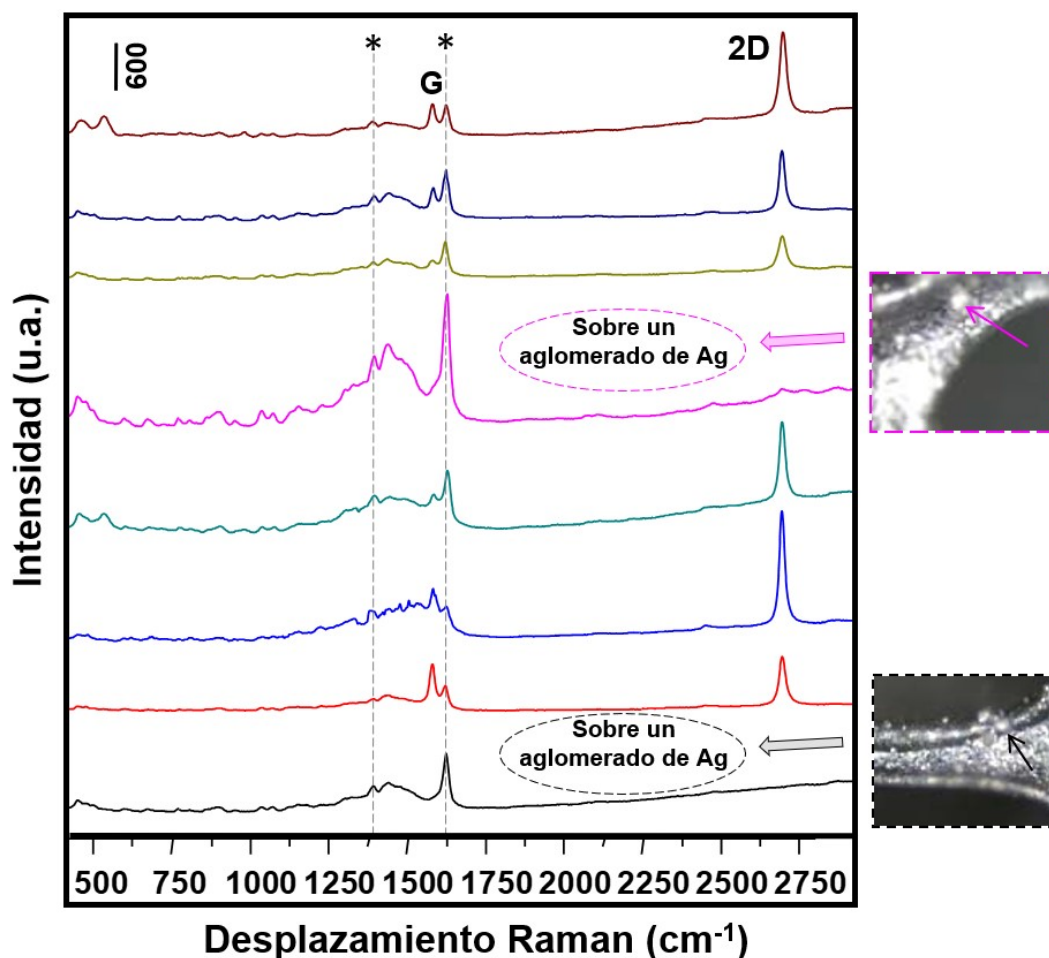 600
*
*
G
2D
Sobre un
aglomerado de Ag
Sobre un
aglomerado de Ag
Intensidad (u.a.)
500 750 1000 1250 1500 1750 2000 2250 2500 2750
Desplazamiento Raman (cm⁻¹)